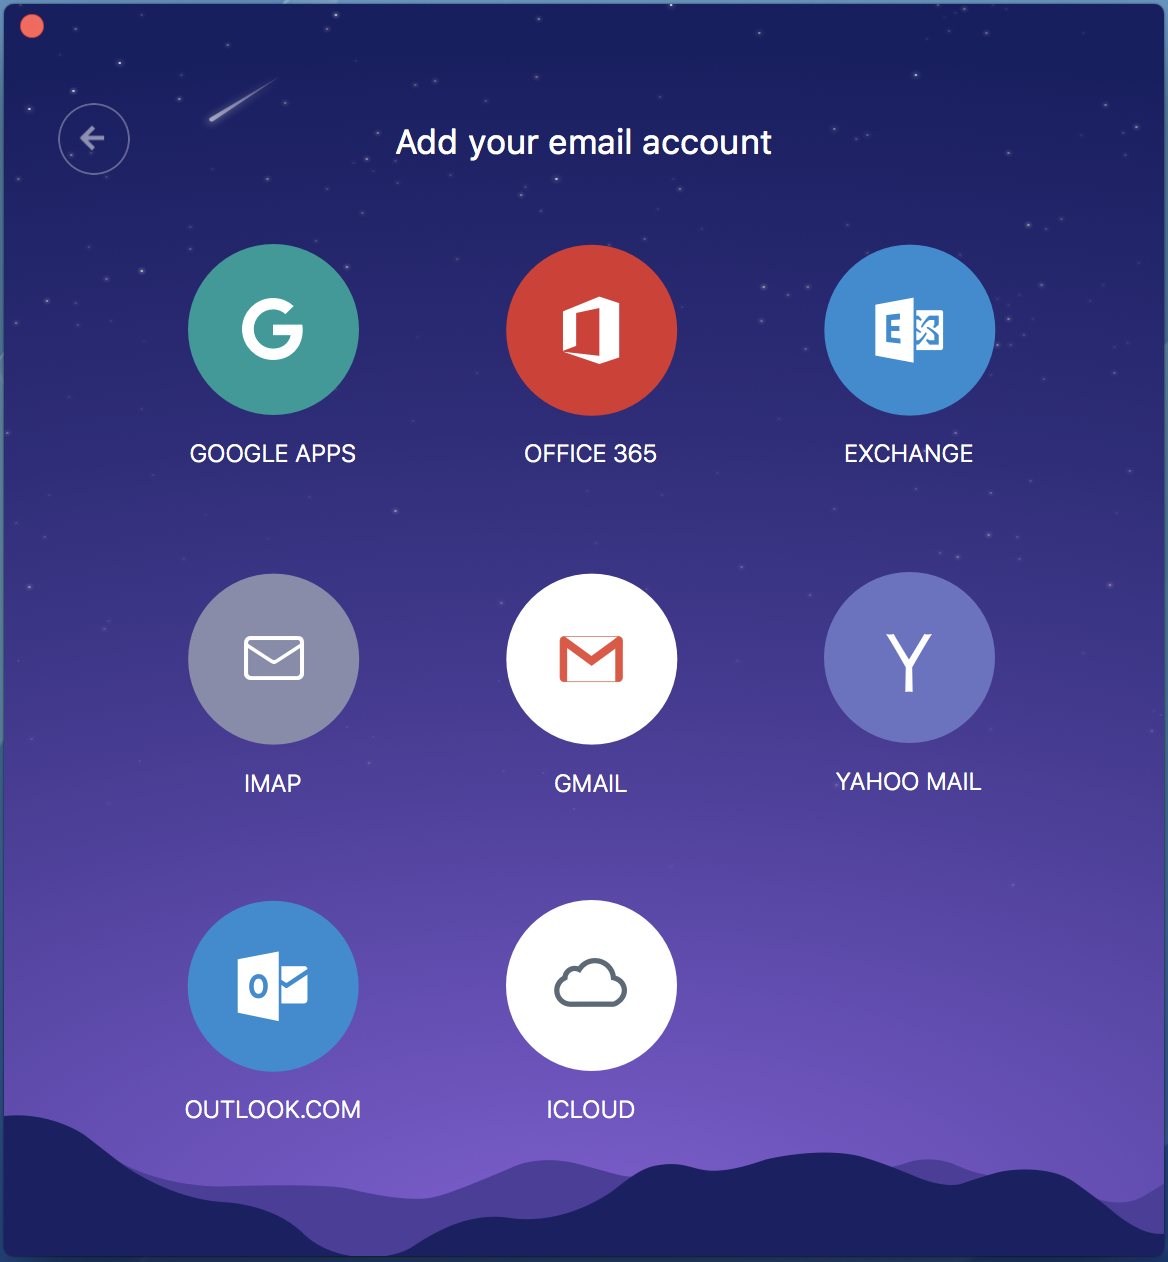 Add your email account
GOOGLE APPS
OFFICE 365
EXCHANGE
IMAP
GMAIL
YAHOO MAIL
OUTLOOK.COM
ICLOUD